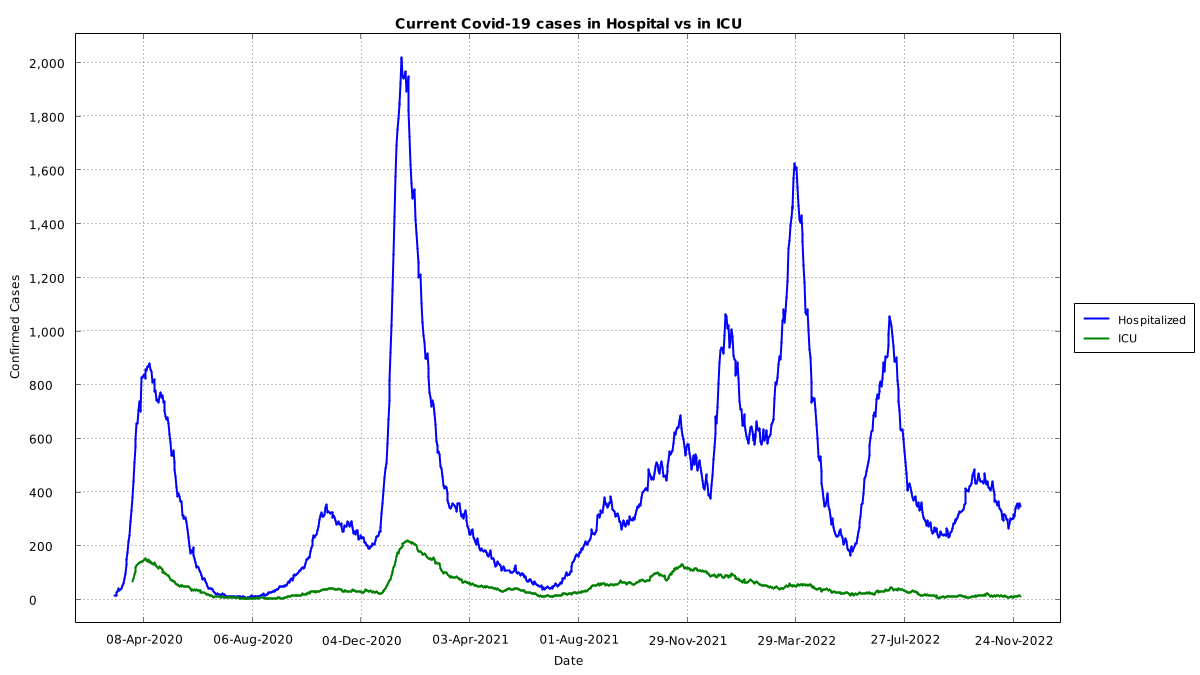 Current Covid-19 cases in Hospital vs in ICU
2,000
1,800
1,600
1,400
1,200
1,000
800
600
400
200
0
Confirmed Cases
08-Apr-2020 06-Aug-2020 04-Dec-2020 03-Apr-2021 01-Aug-2021 29-Nov-2021 29-Mar-2022 27-Jul-2022 24-Nov-2022
Date
Hospitalized
ICU